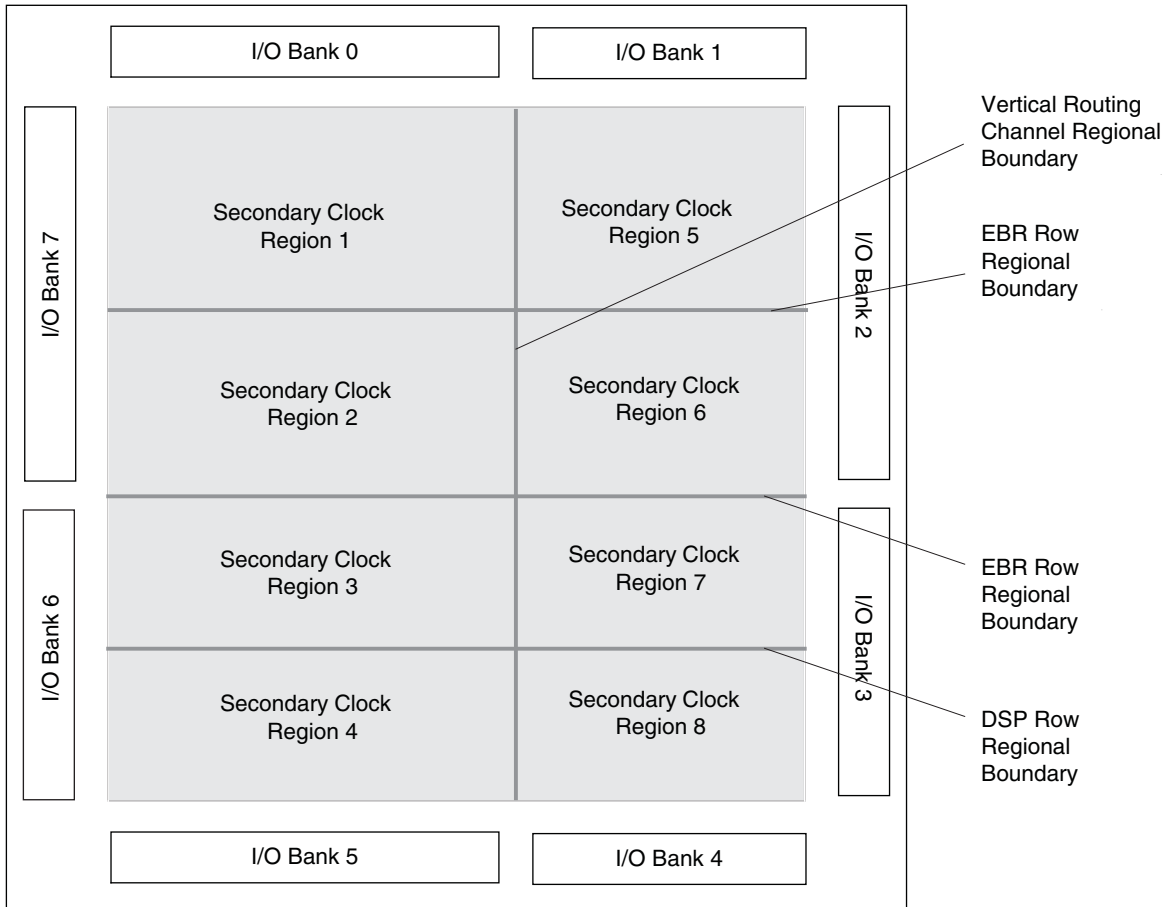 I/O Bank 0
I/O Bank 1
Vertical Routing
Channel Regional
Boundary
I/O Bank 7
Secondary Clock
Region 1
Secondary Clock
Region 5
I/O Bank 2
EBR Row
Regional
Boundary
Secondary Clock
Region 2
Secondary Clock
Region 6
I/O Bank 6
Secondary Clock
Region 3
Secondary Clock
Region 7
I/O Bank 3
EBR Row
Regional
Boundary
Secondary Clock
Region 4
Secondary Clock
Region 8
DSP Row
Regional
Boundary
I/O Bank 5
I/O Bank 4